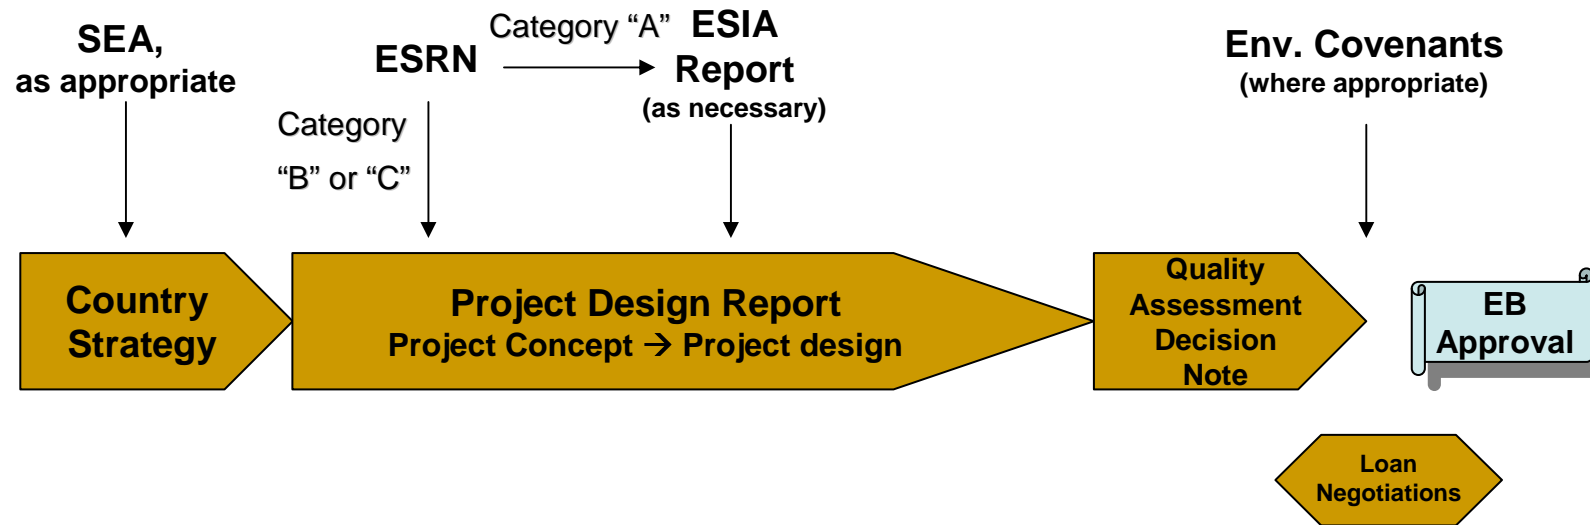 SEA,
as appropriate
ESRN
Category “A”
ESIA
Report
(as necessary)
Env. Covenants
(where appropriate)
Category
“B” or “C”
Country
Strategy
Project Design Report
Project Concept → Project design
Quality
Assessment
Decision
Note
EB
Approval
Loan
Negotiations